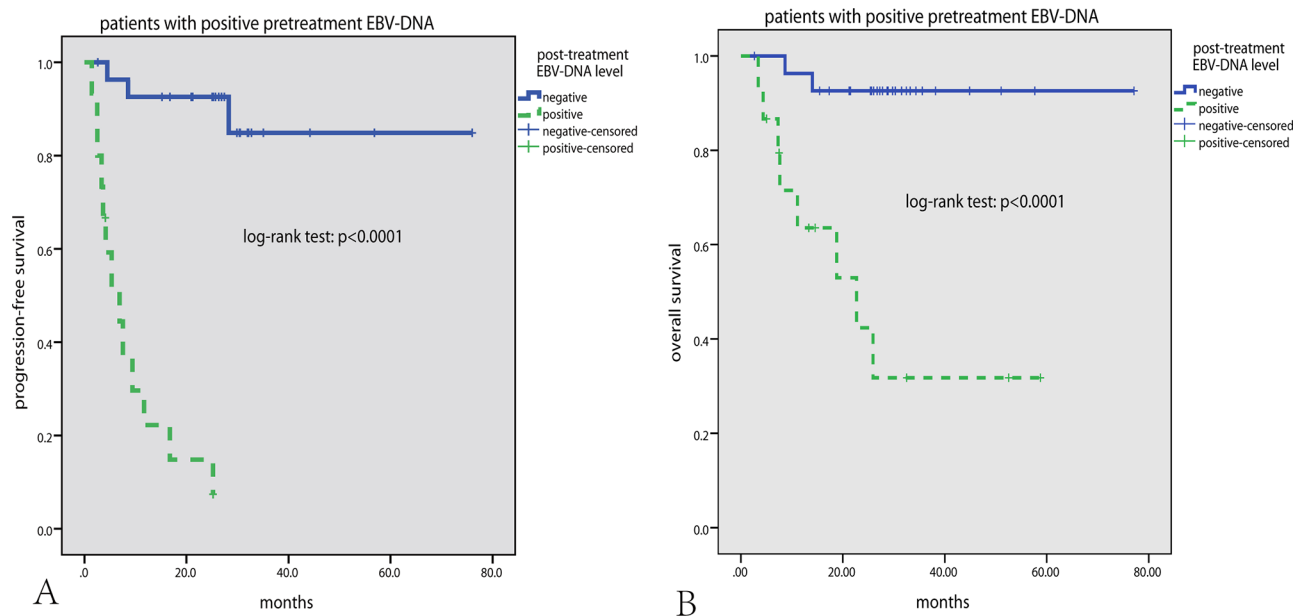 patients with positive pretreatment EBV-DNA
post-treatment
EBV-DNA level
negative
positive
negative-censored
positive-censored
log-rank test: p<0.0001
progression-free survival
1.0
0.8
0.6
0.4
0.2
0.0
.0
20.0
40.0
60.0
80.0
months
A
patients with positive pretreatment EBV-DNA
post-treatment
EBV-DNA level
negative
positive
negative-censored
positive-censored
log-rank test: p<0.0001
overall survival
1.0
0.8
0.6
0.4
0.2
0.0
.00
20.00
40.00
60.00
80.00
months
B